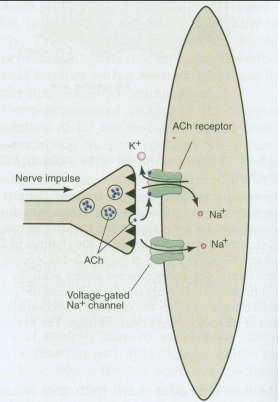 ACh receptor
K+
Nerve impulse
Na+
Na+
ACh
Voltage-gated
Na+ channel